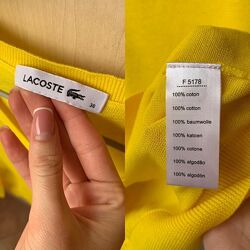 LACOSTE
36
F 5178
100% coton
100% cotton
100% baumwolle
100% katoen
100% cotone
100% algodão
100% algodón